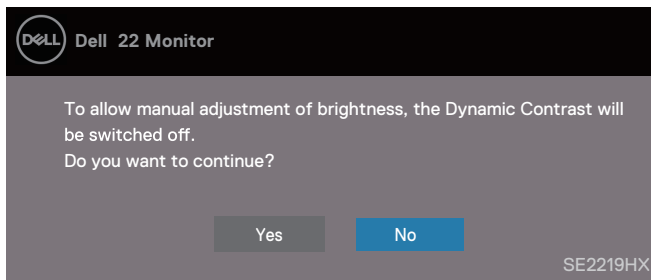 DELL Dell 22 Monitor
To allow manual adjustment of brightness, the Dynamic Contrast will
be switched off.
Do you want to continue?
Yes No
SE2219HX